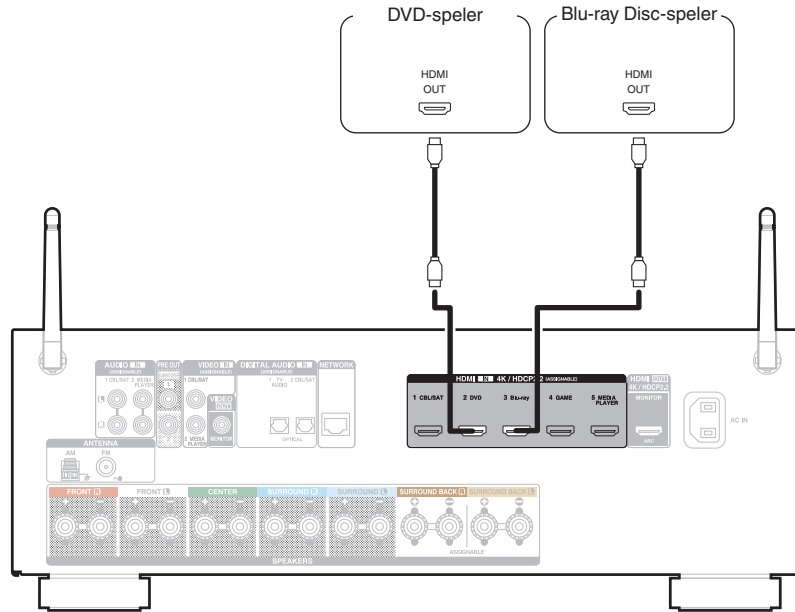 DVD-speler
Blu-ray Disc-speler
HDMI
OUT
HDMI
OUT
AUDIO IN
(ASSIGNABLE)
1 CBL/SAT 2 MEDIA
PLAYER
PRE OUT
VIDEO IN
(ASSIGNABLE)
1 CBL/SAT
VIDEO
OUT
2 MEDIA
PLAYER
MONITOR
DIGITAL AUDIO IN
(ASSIGNABLE)
1 TV
AUDIO
2 CBL/SAT
OPTICAL
NETWORK
HDMI IN 4K / HDCP2.2 (ASSIGNABLE)
1 CBL/SAT
2 DVD
3 Blu-ray
4 GAME
5 MEDIA
PLAYER
HDMI OUT
4K / HDCP2.2
MONITOR
ARC
AC IN
ANTENNA
AM
FM
FRONT R
FRONT L
CENTER
SURROUND R
SURROUND L
SURROUND BACK R
SURROUND BACK L
ASSIGNABLE
SPEAKERS